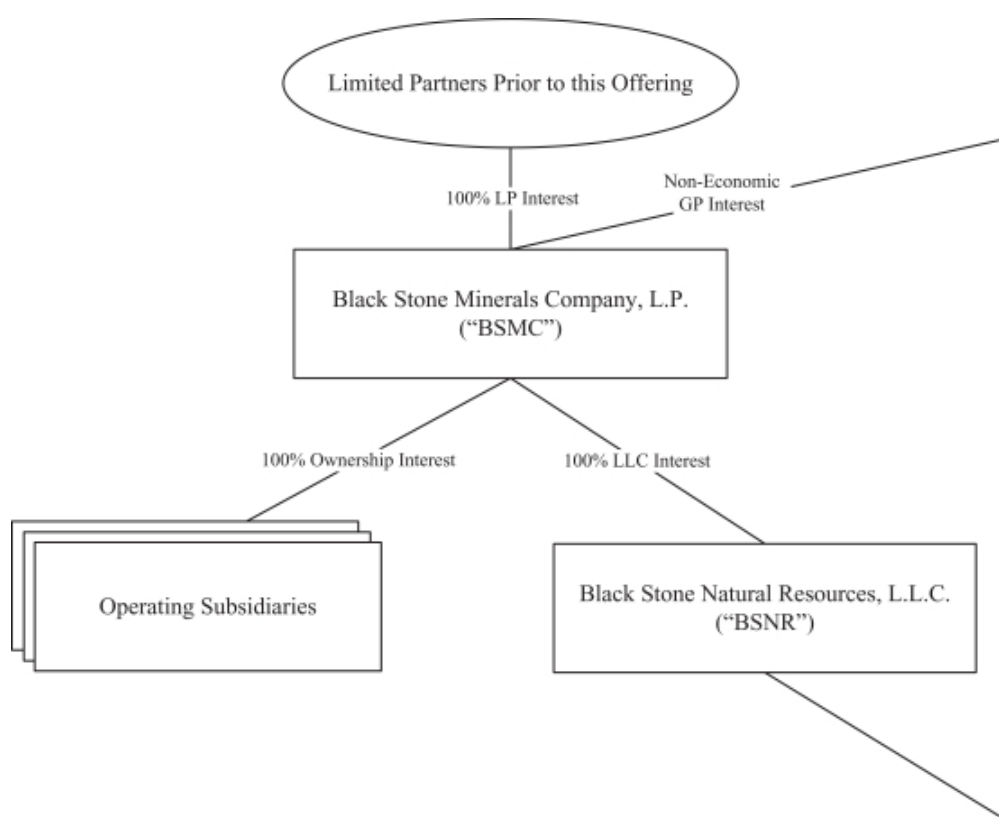 Limited Partners Prior to this Offering
100% LP Interest
Non-Economic
GP Interest
Black Stone Minerals Company, L.P.
(“BSMC”)
100% Ownership Interest
100% LLC Interest
Operating Subsidiaries
Black Stone Natural Resources, L.L.C.
(“BSNR”)